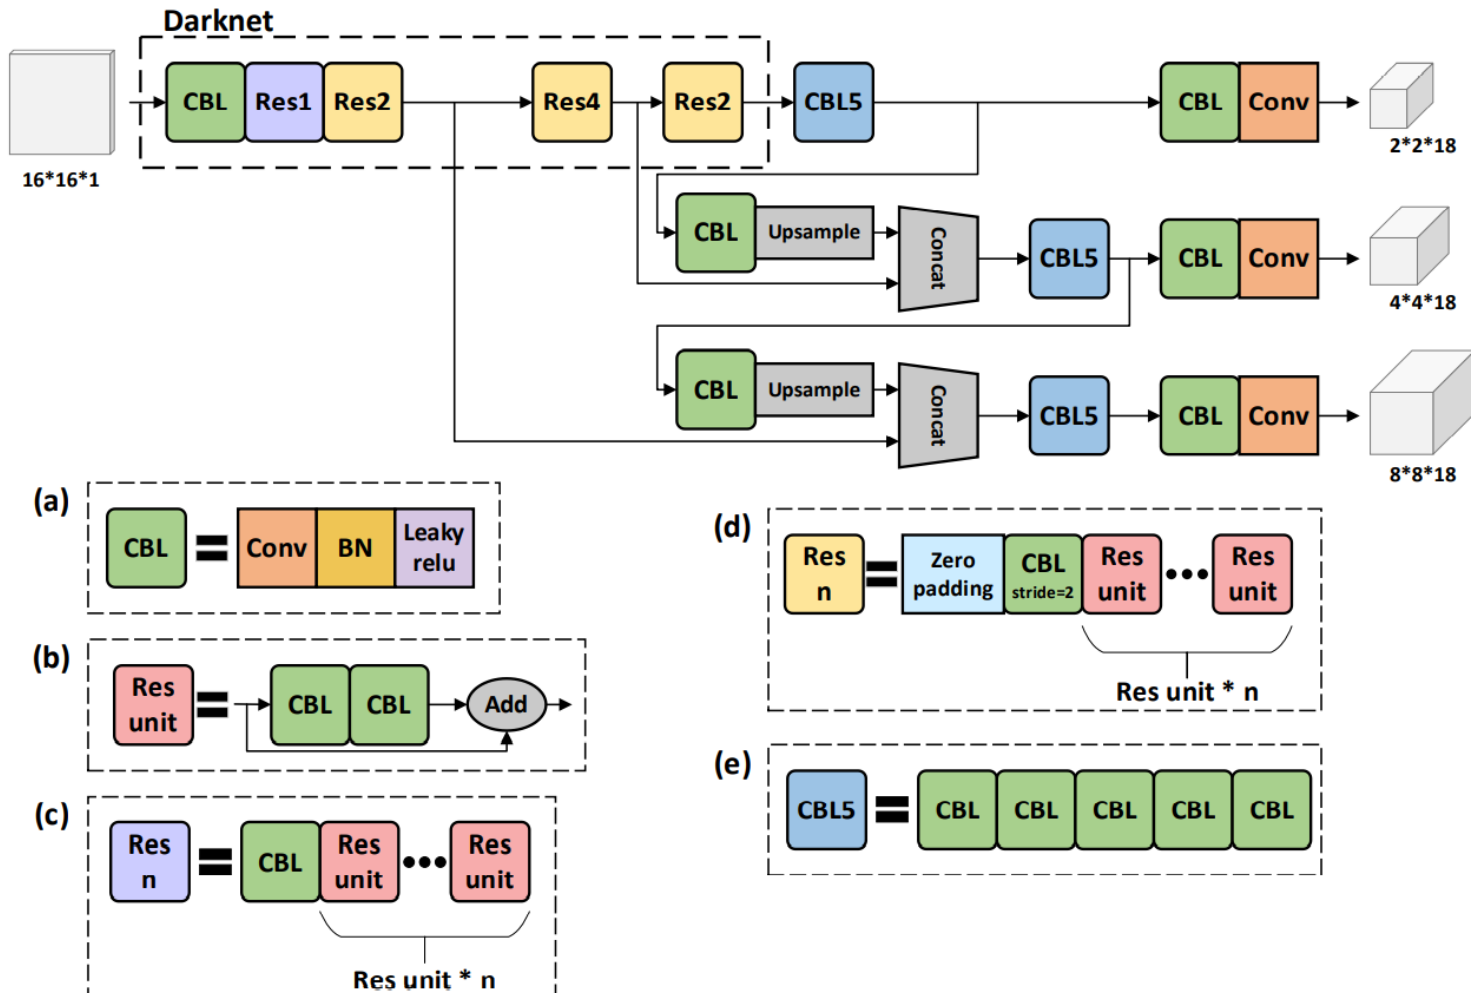 Darknet
CBL Res1 Res2 Res4 Res2 CBL5 CBL Conv
16*16*1
2*2*18
CBL Upsample Concat CBL5 CBL Conv
4*4*18
CBL Upsample Concat CBL5 CBL Conv
8*8*18
(a)
CBL = Conv BN Leaky
relu
(b)
Res
unit
=
CBL CBL Add
(c)
Res
n
=
CBL
Res
unit
•••
Res
unit
Res unit * n
(d)
Res
n
=
Zero
padding
CBL
stride=2
Res
unit
•••
Res
unit
Res unit * n
(e)
CBL5 = CBL CBL CBL CBL CBL